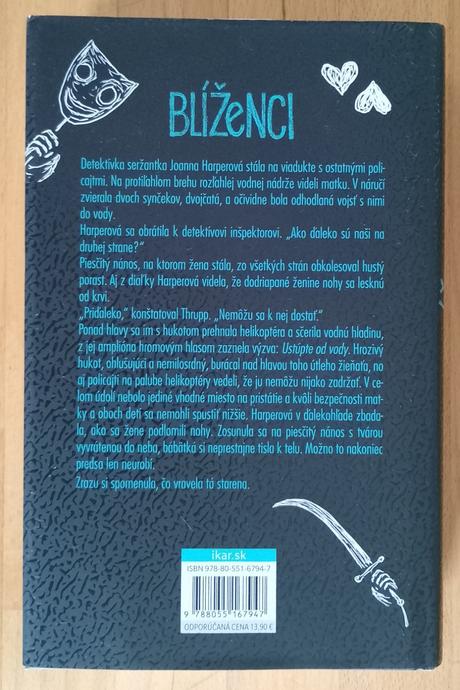 BLÍŽENCI
Detektívka seržantka Joanna Harperová stála na viadukte s ostatnými poli-
cajtmi. Na protiľahlom brehu rozľahlej vodnej nádrže videli matku. V náručí
zvierala dvoch synčekov, dvojčatá, a očividne bola odhodlaná vojsť s nimi
do vody.
Harperová sa obrátila k detektívovi inšpektorovi. „Ako ďaleko sú naši na
druhej strane?“
Piesčitý nános, na ktorom žena stála, zo všetkých strán obkolesoval hustý
porast. Aj z diaľky Harperová videla, že dodriapané ženine nohy sa lesknú
od krvi.
„Priďaleko,“ konštatoval Thrupp. „Nemôžu sa k nej dostať.“
Ponad hlavy sa im s hukotom prehnala helikoptéra a sčerila vodnú hladinu,
z jej ampliónu hromovým hlasom zaznela výzva: Ustúpte od vody. Hrozivý
hukot, ohlušujúci a nemilosrdný, burácal nad hlavou toho útleho žieňaťa, no
aj policajti na palube helikoptéry vedeli, že ju nemôžu nijako zadržať. V ce-
lom údolí nebolo jediné vhodné miesto na pristátie a kvôli bezpečnosti mat-
ky a oboch detí sa nemohli spustiť nižšie. Harperová v ďalekohľade zbada-
la, ako sa žene podlomili nohy. Zosunula sa na piesčitý nános s tvárou
vyvrátenou do neba, bábätká si neprestajne tisla k telu. Možno to nakoniec
predsa len neurobí.
Zrazu si spomenula, čo vravela tá starena.
ikar.sk
ISBN 978-80-551-6794-7
9 788055 167947
ODPORÚČANÁ CENA 13,90 €